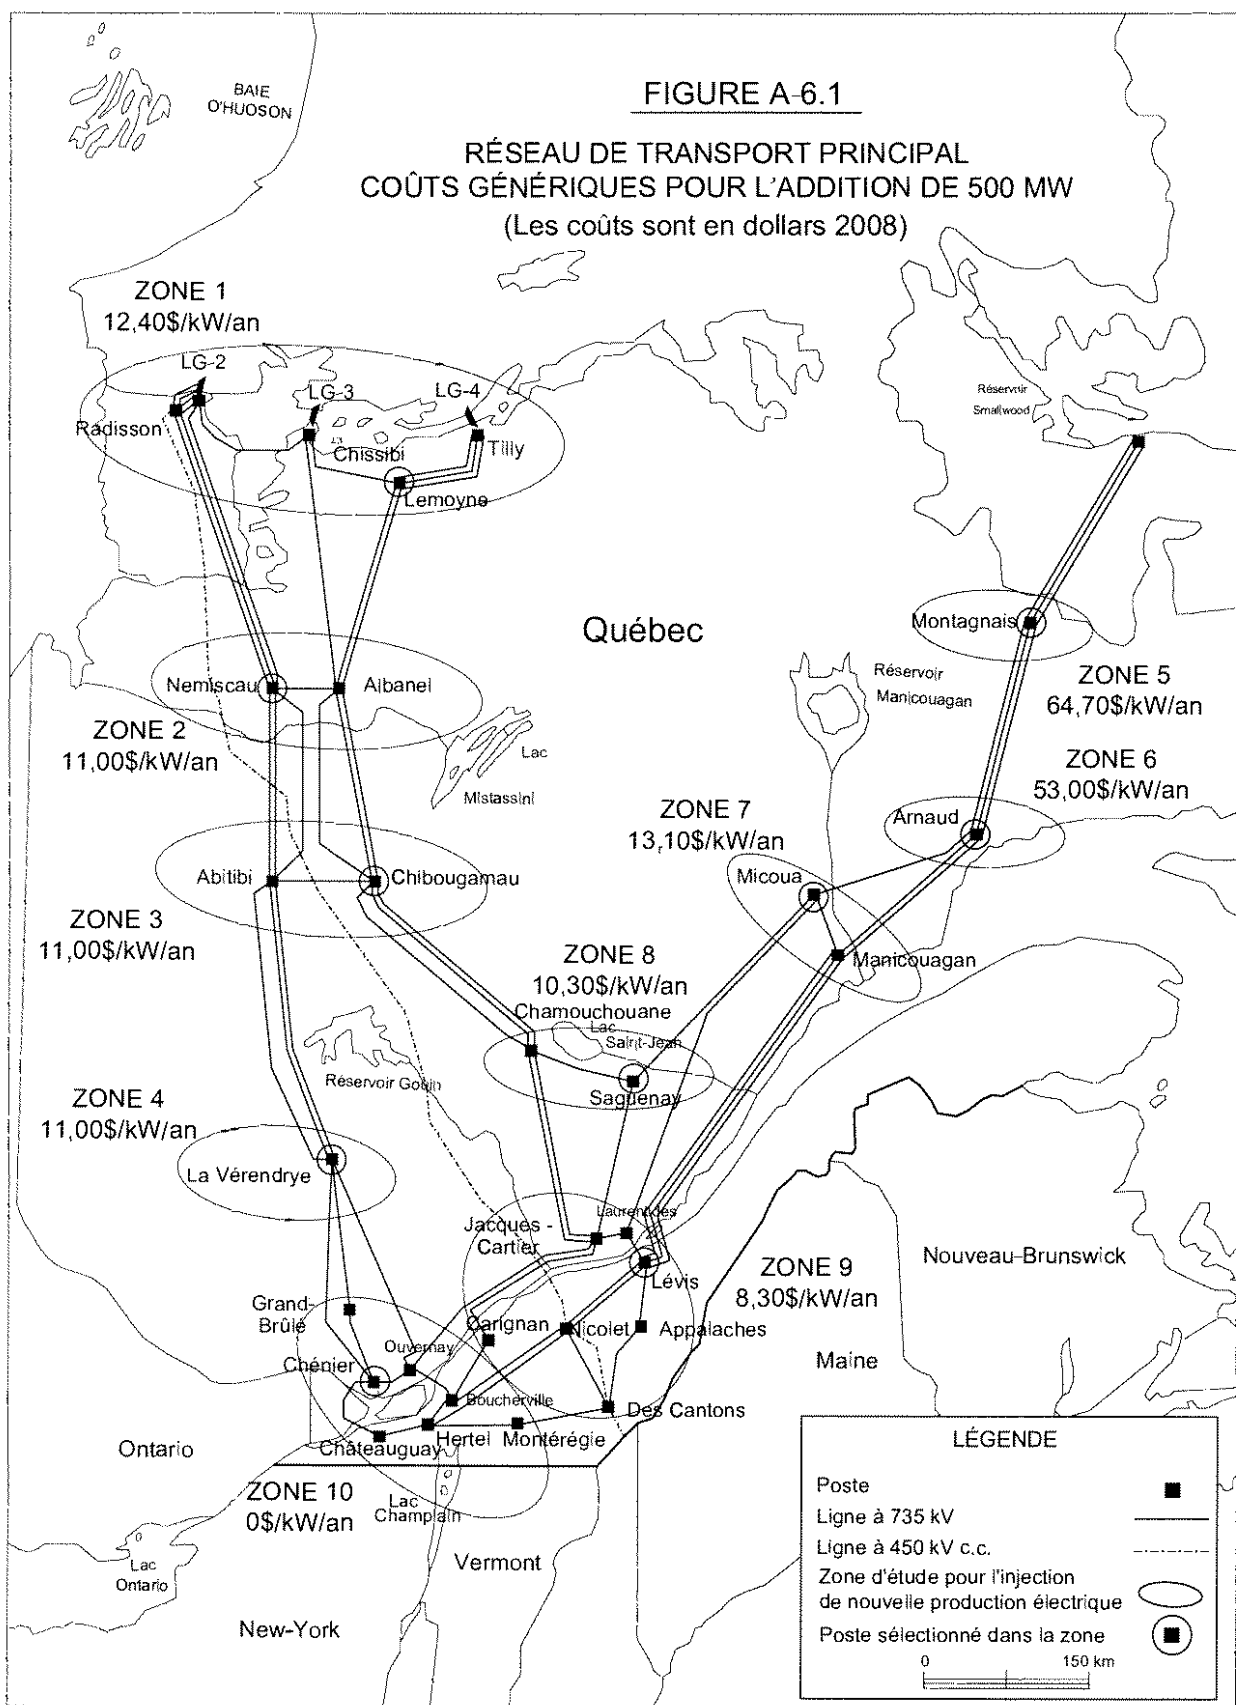 BAIE
O'HUOSON
FIGURE A-6.1
RÉSEAU DE TRANSPORT PRINCIPAL
COÛTS GÉNÉRIQUES POUR L'ADDITION DE 500 MW
(Les coûts sont en dollars 2008)
ZONE 1
12,40$/kW/an
LG-2
LG-3
LG-4
Radisson
Chissibi
Tilly
Lemoyne
Réservoir
Smallwood
Québec
Montagnais
Nemiscau
Albanel
Réservoir
Manicouagan
ZONE 5
64,70$/kW/an
ZONE 2
11,00$/kW/an
Lac
Mistassini
ZONE 6
53,00$/kW/an
ZONE 7
13,10$/kW/an
Arnaud
Abitibi
Chibougamau
Micoua
ZONE 3
11,00$/kW/an
ZONE 8
10,30$/kW/an
Manicouagan
Chamouchouane
Lac
Saint-Jean
Réservoir Gouin
Saguenay
ZONE 4
11,00$/kW/an
La Vérendrye
Jacques -
Cartier
Laurentides
Lévis
ZONE 9
8,30$/kW/an
Nouveau-Brunswick
Grand-
Brûlé
Carignan
Nicolet
Appalaches
Ouvernay
Chénier
Maine
Boucherville
Des Cantons
Châteauguay
Hertel
Montérégie
Ontario
ZONE 10
0$/kW/an
Lac
Champlain
Vermont
Lac
Ontario
New-York
LÉGENDE
Poste
Ligne à 735 kV
Ligne à 450 kV c.c.
Zone d'étude pour l'injection
de nouvelle production électrique
Poste sélectionné dans la zone
0 150 km